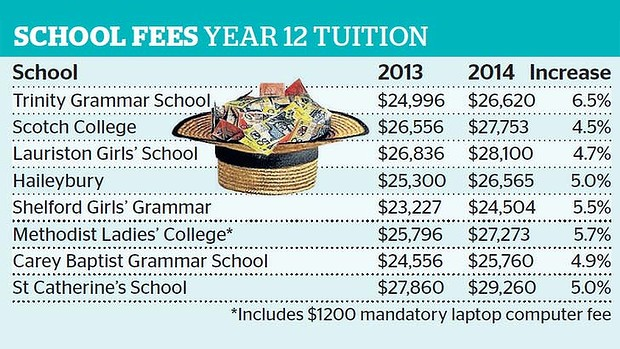 SCHOOL FEES YEAR 12 TUITION
School 2013 2014 Increase
Trinity Grammar School $24,996 $26,620 6.5%
Scotch College $26,556 $27,753 4.5%
Lauriston Girls' School $26,836 $28,100 4.7%
Haileybury $25,300 $26,565 5.0%
Shelford Girls' Grammar $23,227 $24,504 5.5%
Methodist Ladies' College* $25,796 $27,273 5.7%
Carey Baptist Grammar School $24,556 $25,760 4.9%
St Catherine's School $27,860 $29,260 5.0%
*Includes $1200 mandatory laptop computer fee